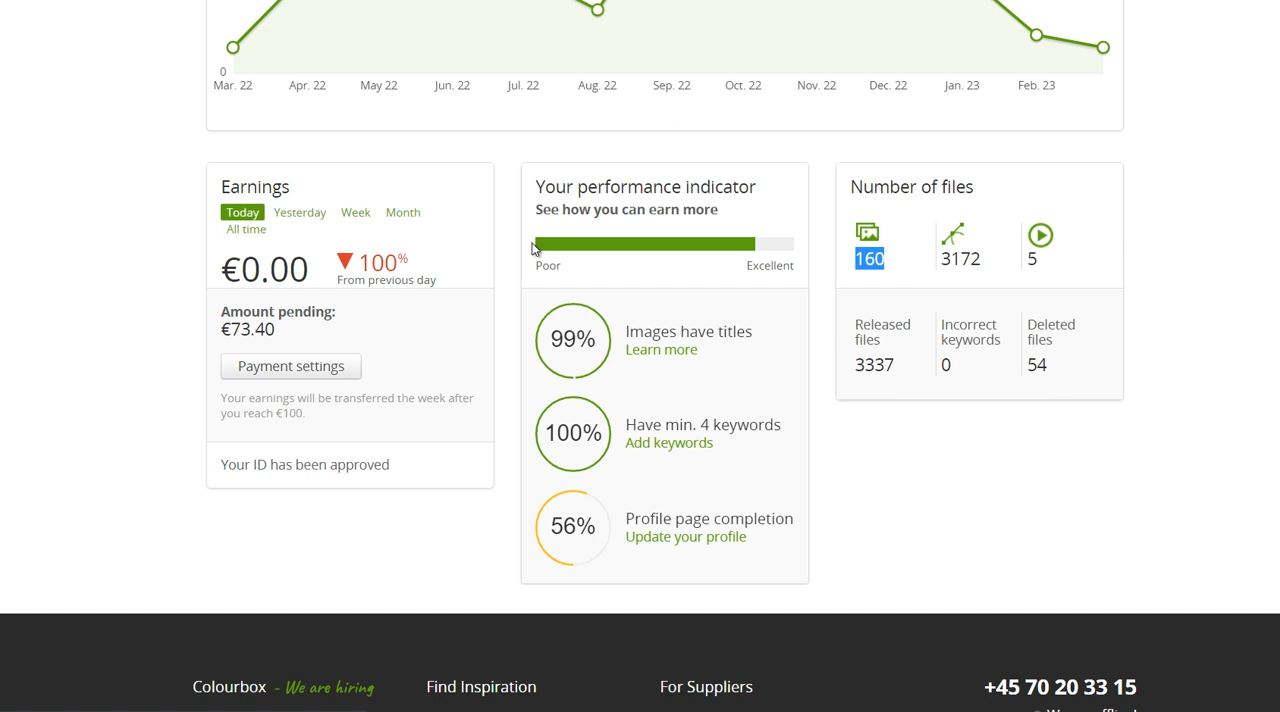 0
Mar. 22 Apr. 22 May. 22 Jun. 22 Jul. 22 Aug. 22 Sep. 22 Oct. 22 Nov. 22 Dec. 22 Jan. 23 Feb. 23
Earnings
Today Yesterday Week Month
All time
€0.00
100%
From previous day
Amount pending:
€73.40
Payment settings
Your earnings will be transferred the week after
you reach €100.
Your ID has been approved
Your performance indicator
See how you can earn more
Poor Excellent
99%
Images have titles
Learn more
100%
Have min. 4 keywords
Add keywords
56%
Profile page completion
Update your profile
Number of files
160 3172 5
Released files
Incorrect keywords
Deleted files
3337 0 54
Colourbox - We are hiring
Find Inspiration
For Suppliers
+45 70 20 33 15